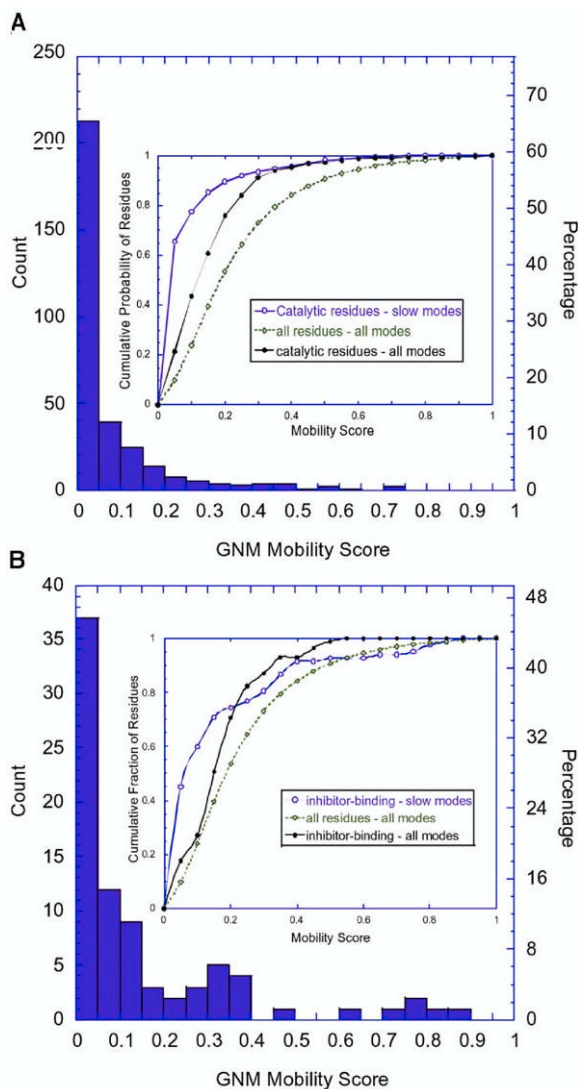 A
250
200
150
100
50
0
Count
70
60
50
40
30
20
10
0
Percentage
1
0.8
0.6
0.4
0.2
0
Cumulative Probability of Residues
Catalytic residues - slow modes
all residues - all modes
catalytic residues - all modes
0 0.2 0.4 0.6 0.8 1
Mobility Score
0 0.1 0.2 0.3 0.4 0.5 0.6 0.7 0.8 0.9 1
GNM Mobility Score
B
40
35
30
25
20
15
10
5
0
Count
48
40
32
24
16
8
0
Percentage
1
0.8
0.6
0.4
0.2
0
Cumulative Fraction of Residues
inhibitor-binding - slow modes
all residues - all modes
inhibitor-binding - all modes
0 0.2 0.4 0.6 0.8 1
Mobility Score
0 0.1 0.2 0.3 0.4 0.5 0.6 0.7 0.8 0.9 1
GNM Mobility Score